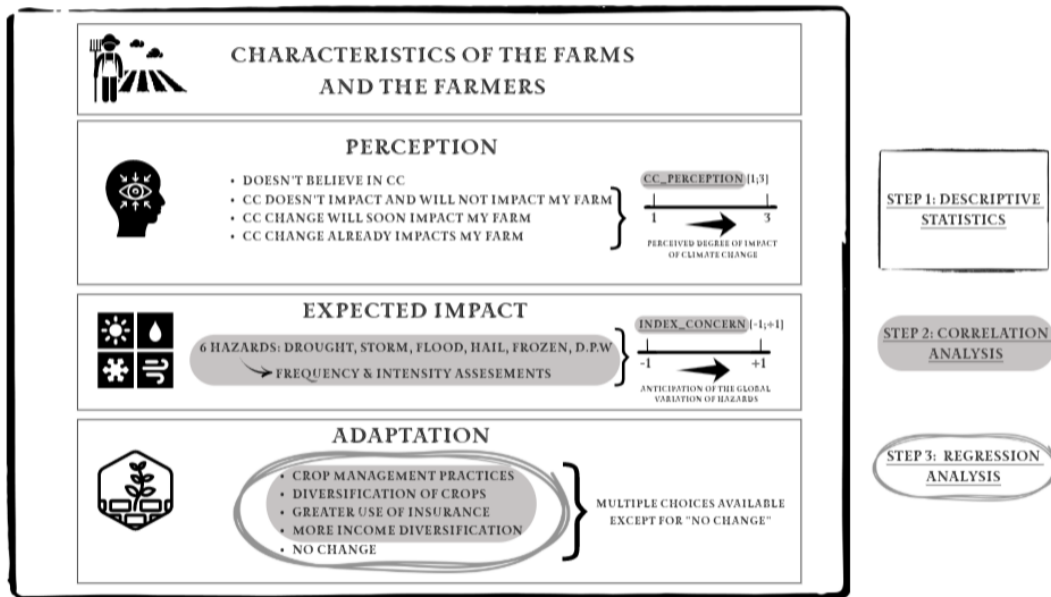 CHARACTERISTICS OF THE FARMS
AND THE FARMERS
PERCEPTION
• DOESN'T BELIEVE IN CC
• CC DOESN'T IMPACT AND WILL NOT IMPACT MY FARM
• CC CHANGE WILL SOON IMPACT MY FARM
• CC CHANGE ALREADY IMPACTS MY FARM
CC_PERCEPTION [1;3]
1 3
PERCEIVED DEGREE OF IMPACT
OF CLIMATE CHANGE
EXPECTED IMPACT
6 HAZARDS: DROUGHT, STORM, FLOOD, HAIL, FROZEN, D.P.W
FREQUENCY & INTENSITY ASSESEMENTS
INDEX_CONCERN [-1;+1]
-1 +1
ANTICIPATION OF THE GLOBAL
VARIATION OF HAZARDS
ADAPTATION
• CROP MANAGEMENT PRACTICES
• DIVERSIFICATION OF CROPS
• GREATER USE OF INSURANCE
• MORE INCOME DIVERSIFICATION
• NO CHANGE
MULTIPLE CHOICES AVAILABLE
EXCEPT FOR "NO CHANGE"
STEP 1: DESCRIPTIVE
STATISTICS
STEP 2: CORRELATION
ANALYSIS
STEP 3: REGRESSION
ANALYSIS